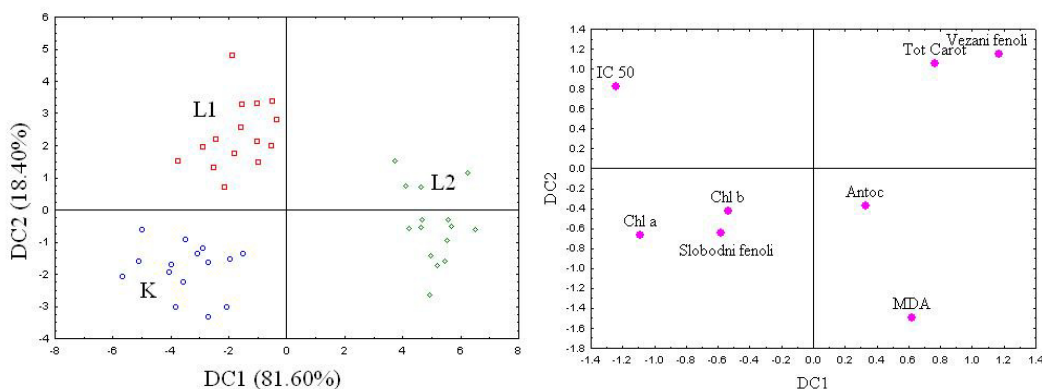 5
4
3
2
1
0
-1
-2
-3
-4
-8 -6 -4 -2 0 2 4 6 8
DC2 (18.40%)
DC1 (81.60%)
L1
L2
K
1.4
1.2
1.0
0.8
0.6
0.4
0.2
0.0
-0.2
-0.4
-0.6
-0.8
-1.0
-1.2
-1.4
-1.6
-1.8
-1.4 -1.2 -1.0 -0.8 -0.6 -0.4 -0.2 0.0 0.2 0.4 0.6 0.8 1.0 1.2 1.4
DC2
DC1
Vezani fenoli
Tot Carot
IC 50
Chl b
Antoc
Chl a
Slobodni fenoli
MDA